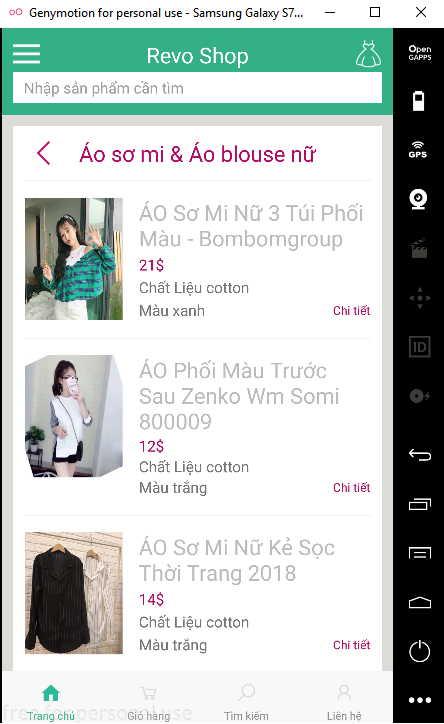 Genymotion for personal use - Samsung Galaxy S7...
Open
GAPPS
Revo Shop
Nhập sản phẩm cần tìm
GPS
Áo sơ mi & Áo blouse nữ
ÁO Sơ Mi Nữ 3 Túi Phối
Màu - Bombomgroup
21$
Chất Liệu cotton
Màu xanh
Chi tiết
ID
ÁO Phối Màu Trước
Sau Zenko Wm Somi
800009
12$
Chất Liệu cotton
Màu trắng
Chi tiết
ÁO Sơ Mi Nữ Kẻ Sọc
Thời Trang 2018
14$
Chất Liệu cotton
Màu trắng
Chi tiết
free for personal use
Trang chủ
Giỏ hàng
Tìm kiếm
Liên hệ